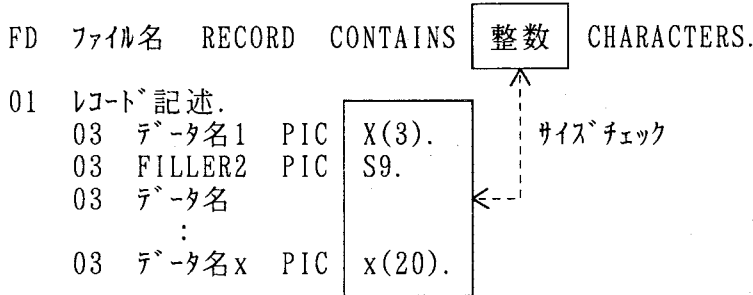 FD ﾌｧｲﾙ名 RECORD CONTAINS 整数 CHARACTERS.
01 ﾚｺｰﾄﾞ記述.
03 ﾃﾞｰﾀ名1 PIC X(3). ｻｲｽﾞﾁｪｯｸ
03 FILLER2 PIC S9.
03 ﾃﾞｰﾀ名
:
03 ﾃﾞｰﾀ名x PIC x(20).